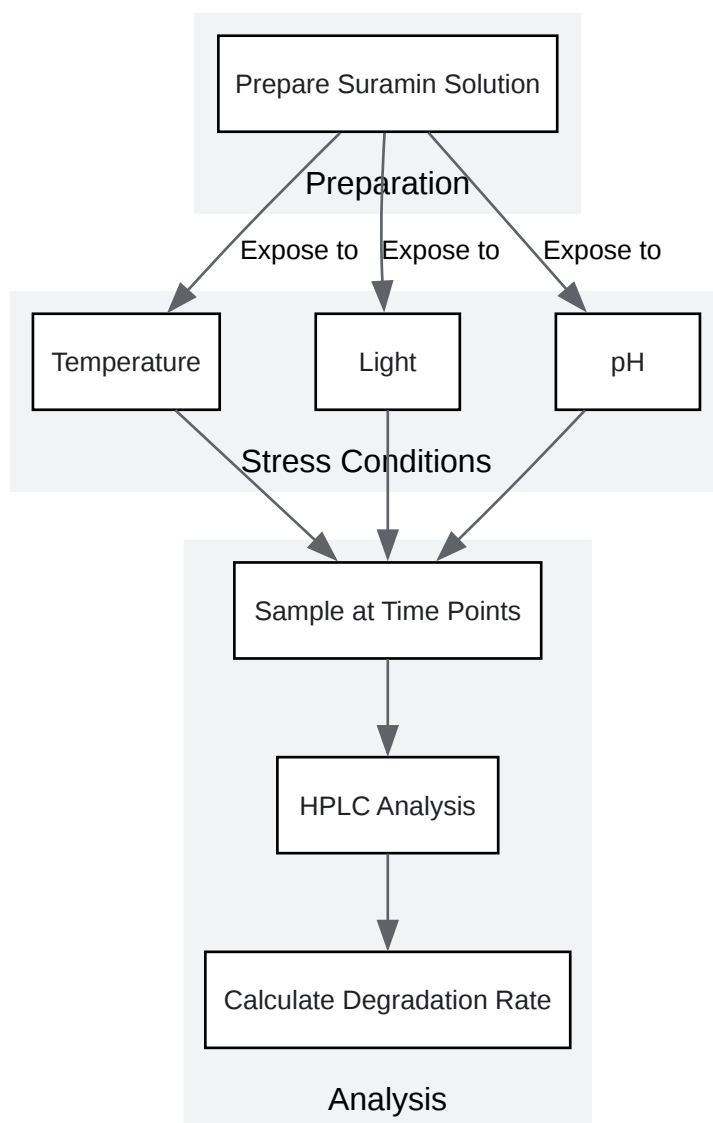 Prepare Suramin Solution
Preparation
Expose to Expose to Expose to
Temperature Light pH
Stress Conditions
Sample at Time Points
HPLC Analysis
Calculate Degradation Rate
Analysis